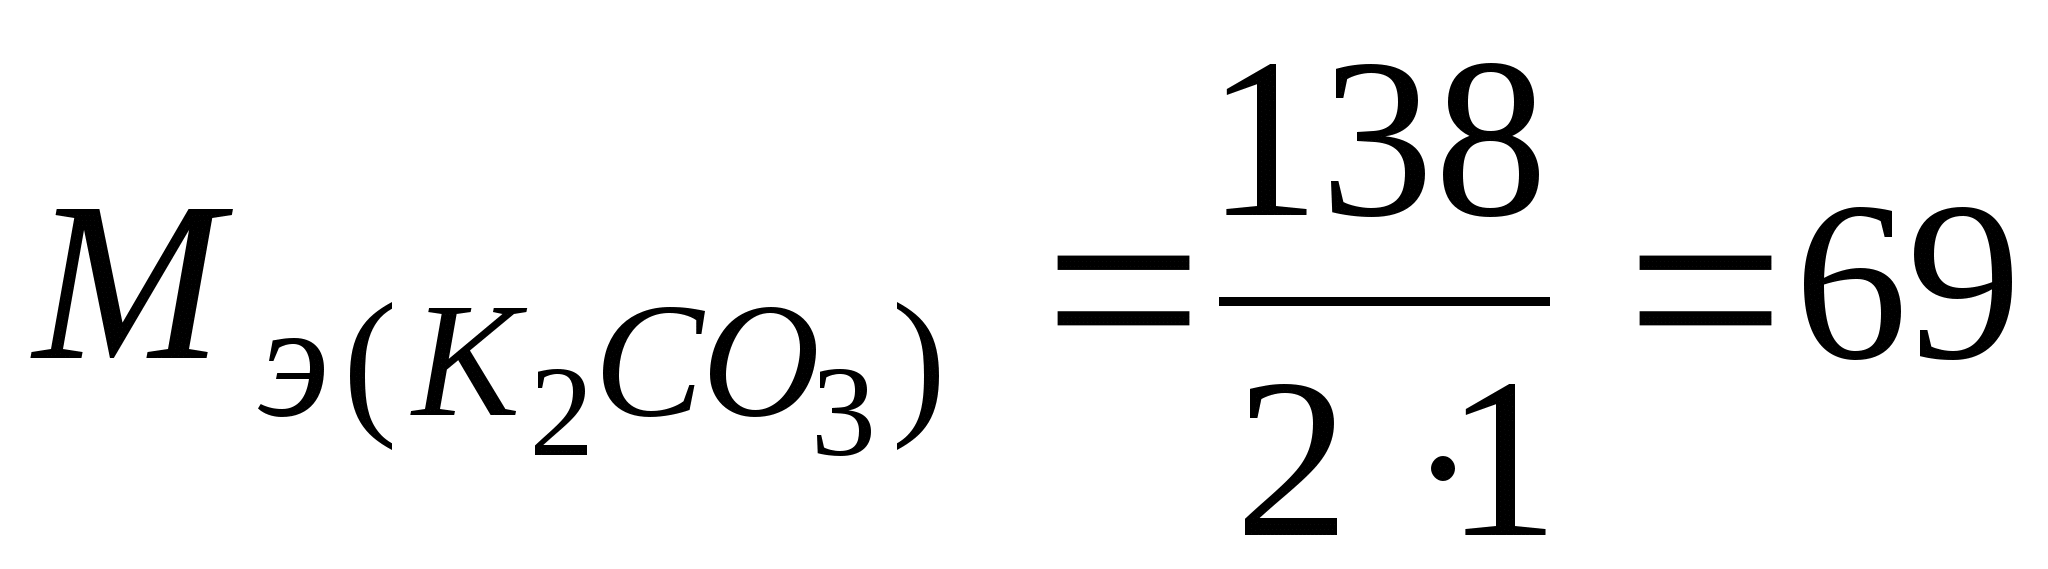 M э(K2CO3) = 138 / 2 · 1 = 69